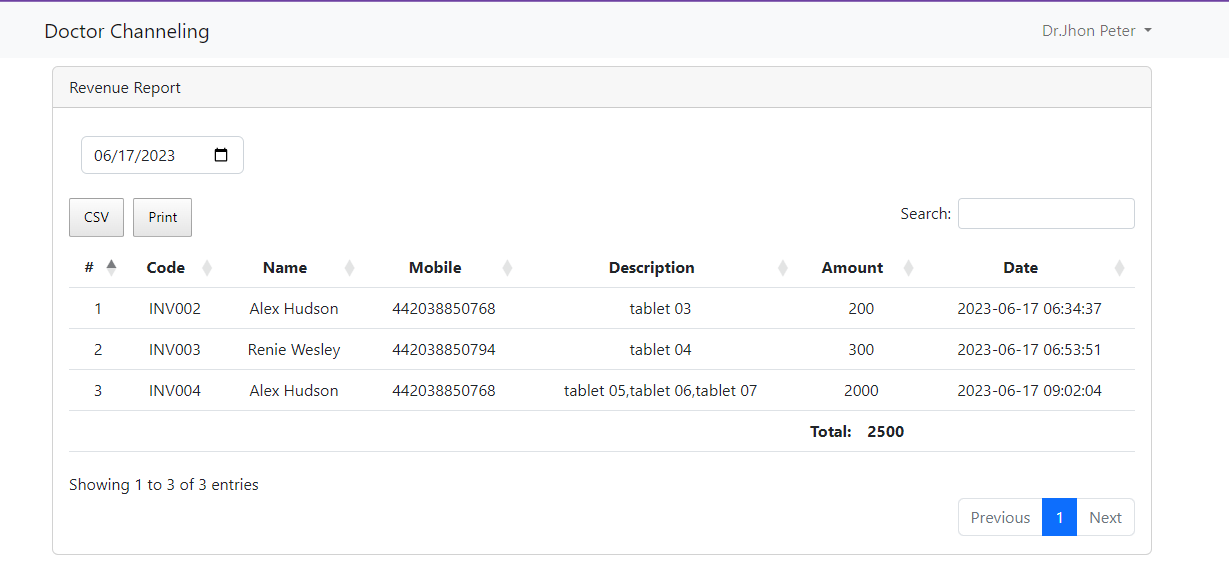 Doctor Channeling Dr.Jhon Peter
Revenue Report
06/17/2023
CSV Print Search:
# Code Name Mobile Description Amount Date
1 INV002 Alex Hudson 442038850768 tablet 03 200 2023-06-17 06:34:37
2 INV003 Renie Wesley 442038850794 tablet 04 300 2023-06-17 06:53:51
3 INV004 Alex Hudson 442038850768 tablet 05,tablet 06,tablet 07 2000 2023-06-17 09:02:04
Total: 2500
Showing 1 to 3 of 3 entries
Previous 1 Next